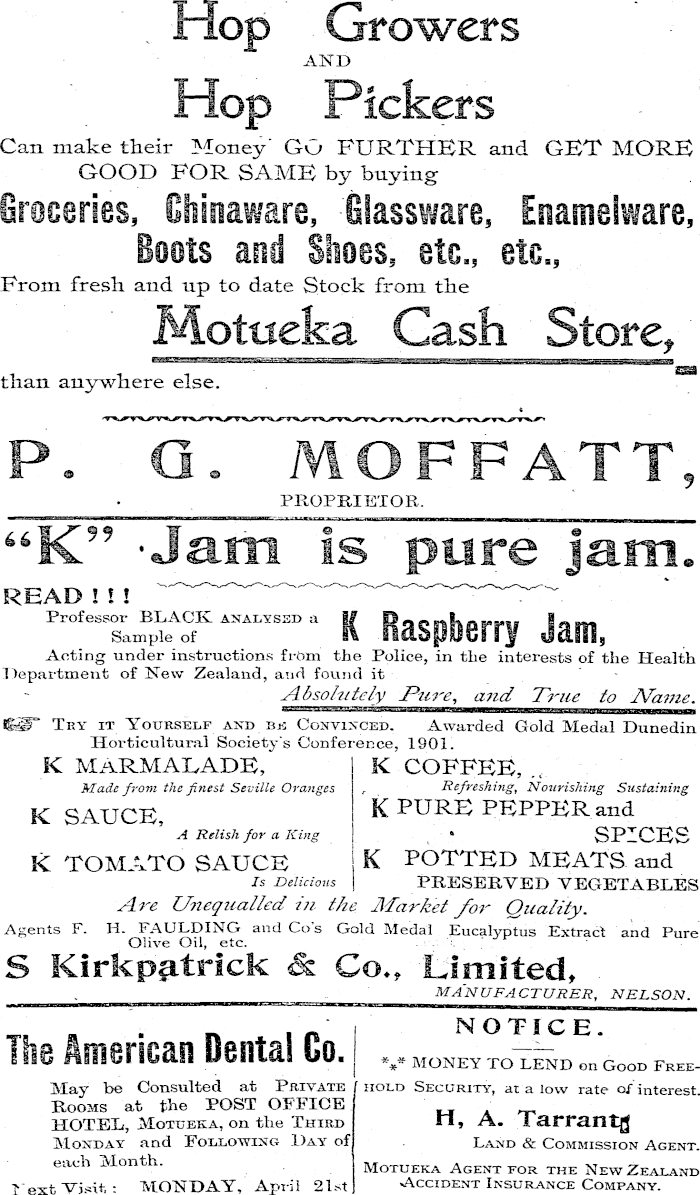 Hop Growers
AND
Hop Pickers
Can make their Money GO FURTHER and GET MORE
GOOD FOR SAME by buying
Groceries, Chinaware, Glassware, Enamelware,
Boots and Shoes, etc., etc.,
From fresh and up to date Stock from the
Motueka Cash Store,
than anywhere else.
P. G. MOFFATT,
PROPRIETOR.
"K" Jam is pure jam.
READ ! ! !
Professor BLACK ANALYSED a
Sample of
K Raspberry Jam,
Acting under instructions from the Police, in the interests of the Health
Department of New Zealand, and found it
Absolutely Pure, and True to Name.
☞ TRY IT YOURSELF AND BE CONVINCED. Awarded Gold Medal Dunedin
Horticultural Society's Conference, 1901.
K MARMALADE,
Made from the finest Seville Oranges
K SAUCE,
A Relish for a King
K TOMATO SAUCE
Is Delicious
K COFFEE,
Refreshing, Nourishing Sustaining
K PURE PEPPER and
SPICES
K POTTED MEATS and
PRESERVED VEGETABLES
Are Unequalled in the Market for Quality.
Agents F. H. FAULDING and Co's Gold Medal Eucalyptus Extract and Pure
Olive Oil, etc.
S Kirkpatrick & Co., Limited,
MANUFACTURER, NELSON.
The American Dental Co.
May be Consulted at PRIVATE
ROOMS at the POST OFFICE
HOTEL, MOTUEKA, on the THIRD
MONDAY and FOLLOWING DAY of
each Month.
Next Visit: MONDAY, April 21st
NOTICE.
*⁎* MONEY TO LEND on GOOD FREE-
HOLD SECURITY, at a low rate of interest.
H, A. Tarrant,
LAND & COMMISSION AGENT.
MOTUEKA AGENT FOR THE NEW ZEALAND
ACCIDENT INSURANCE COMPANY.